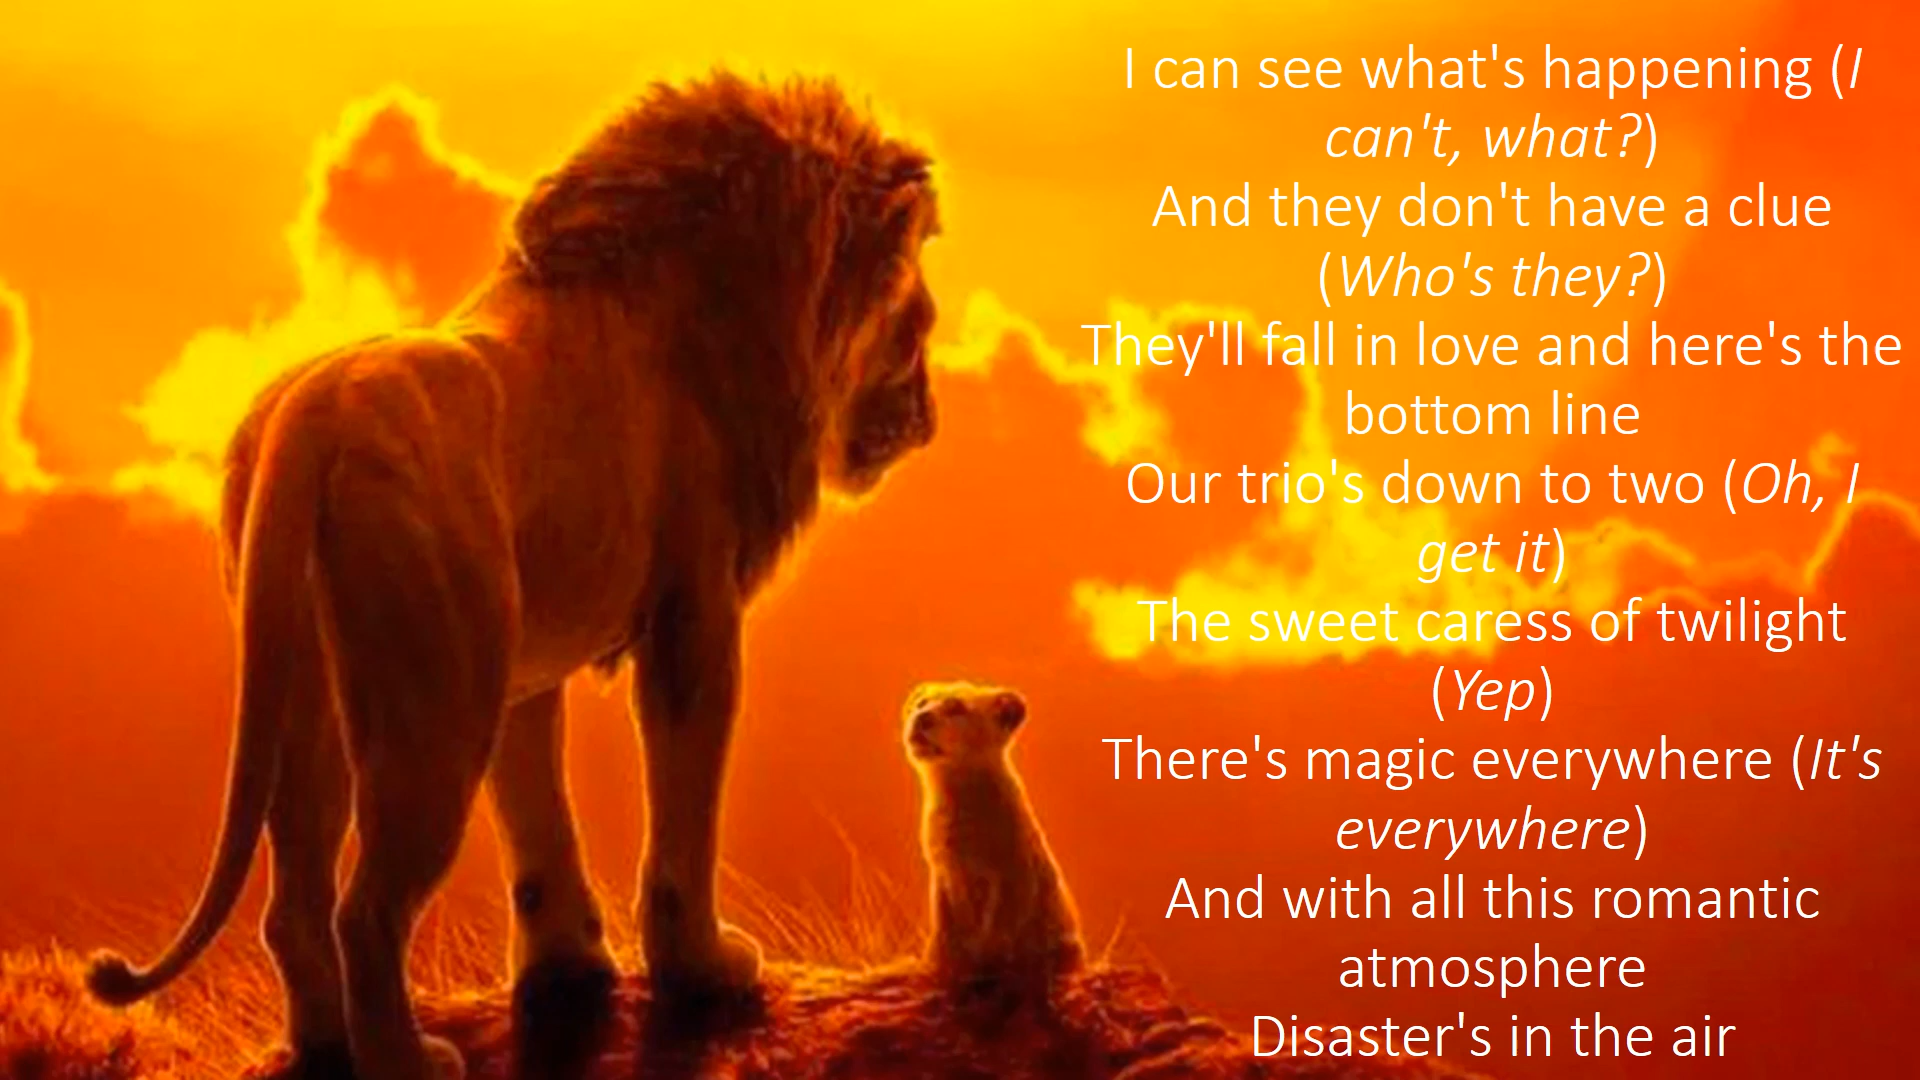 I can see what's happening (I
can't, what?)
And they don't have a clue
(Who's they?)
They'll fall in love and here's the
bottom line
Our trio's down to two (Oh, I
get it)
The sweet caress of twilight
(Yep)
There's magic everywhere (It's
everywhere)
And with all this romantic
atmosphere
Disaster's in the air